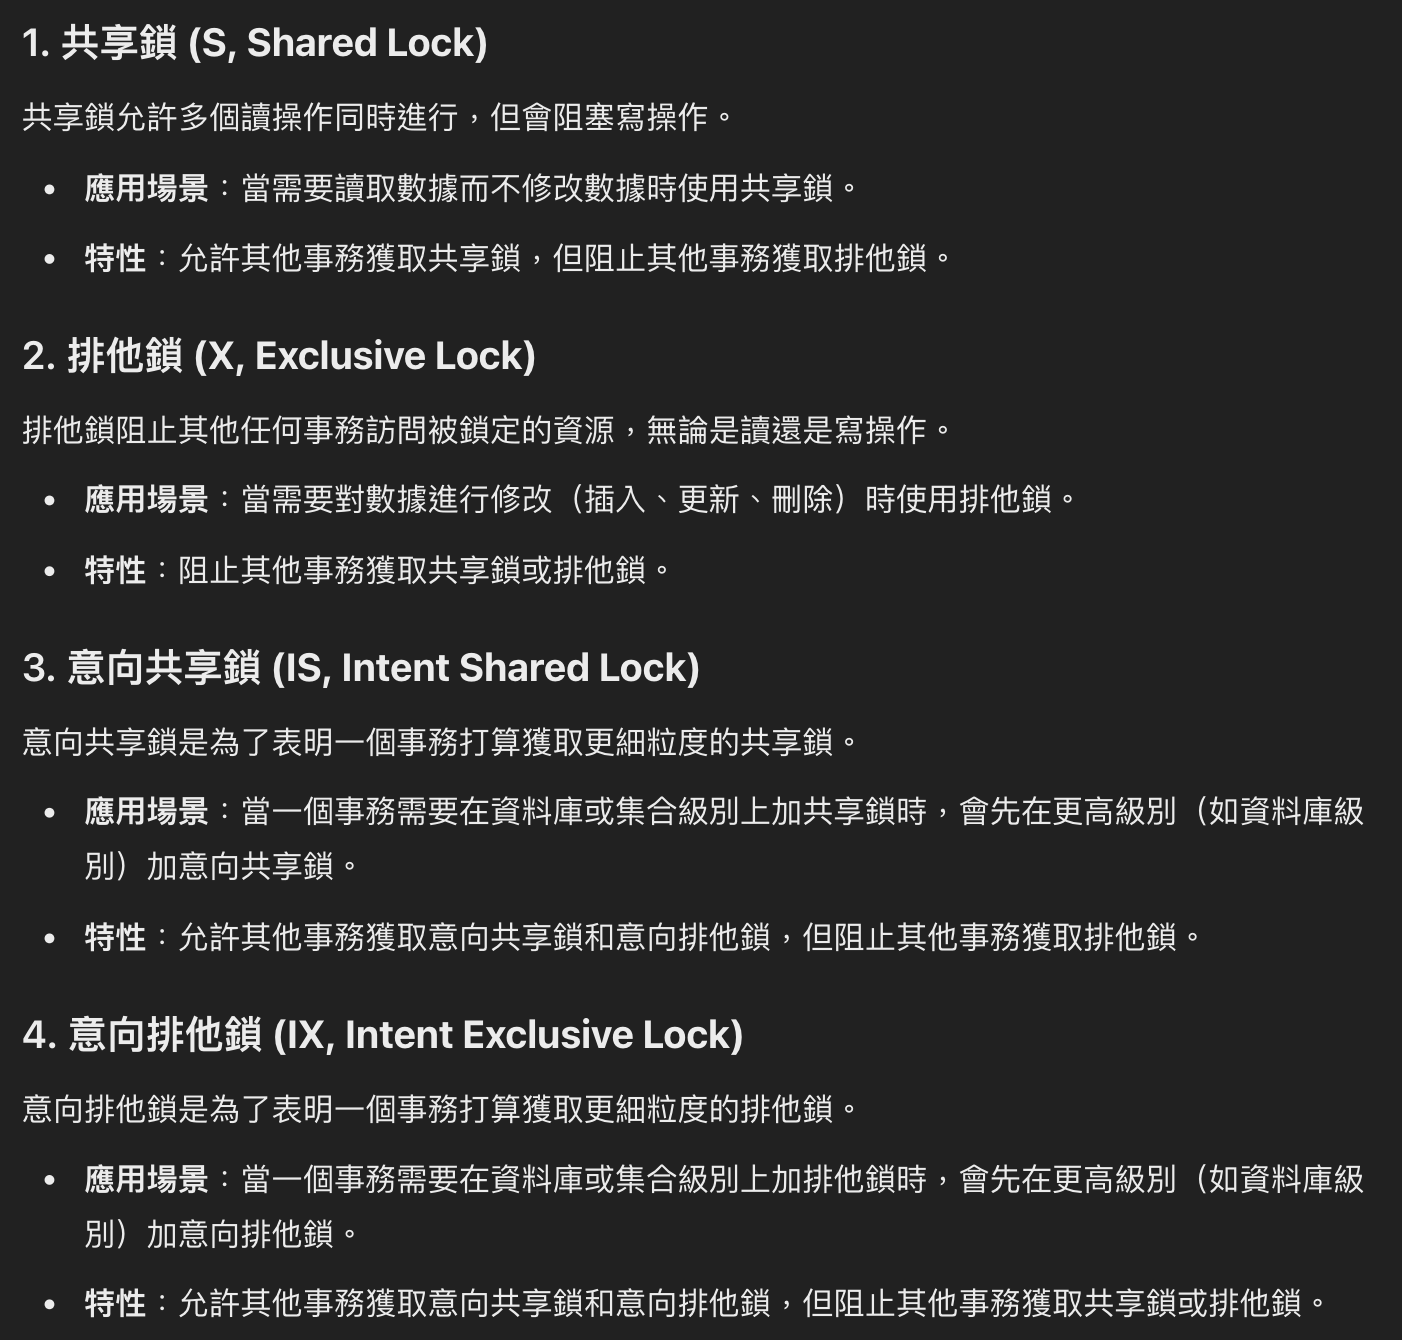 1. 共享鎖 (S, Shared Lock)
共享鎖允許多個讀操作同時進行，但會阻塞寫操作。
• 應用場景：當需要讀取數據而不修改數據時使用共享鎖。
• 特性：允許其他事務獲取共享鎖，但阻止其他事務獲取排他鎖。
2. 排他鎖 (X, Exclusive Lock)
排他鎖阻止其他任何事務訪問被鎖定的資源，無論是讀還是寫操作。
• 應用場景：當需要對數據進行修改（插入、更新、刪除）時使用排他鎖。
• 特性：阻止其他事務獲取共享鎖或排他鎖。
3. 意向共享鎖 (IS, Intent Shared Lock)
意向共享鎖是為了表明一個事務打算獲取更細粒度的共享鎖。
• 應用場景：當一個事務需要在資料庫或集合級別上加共享鎖時，會先在更高級別（如資料庫級
別）加意向共享鎖。
• 特性：允許其他事務獲取意向共享鎖和意向排他鎖，但阻止其他事務獲取排他鎖。
4. 意向排他鎖 (IX, Intent Exclusive Lock)
意向排他鎖是為了表明一個事務打算獲取更細粒度的排他鎖。
• 應用場景：當一個事務需要在資料庫或集合級別上加排他鎖時，會先在更高級別（如資料庫級
別）加意向排他鎖。
• 特性：允許其他事務獲取意向共享鎖和意向排他鎖，但阻止其他事務獲取共享鎖或排他鎖。